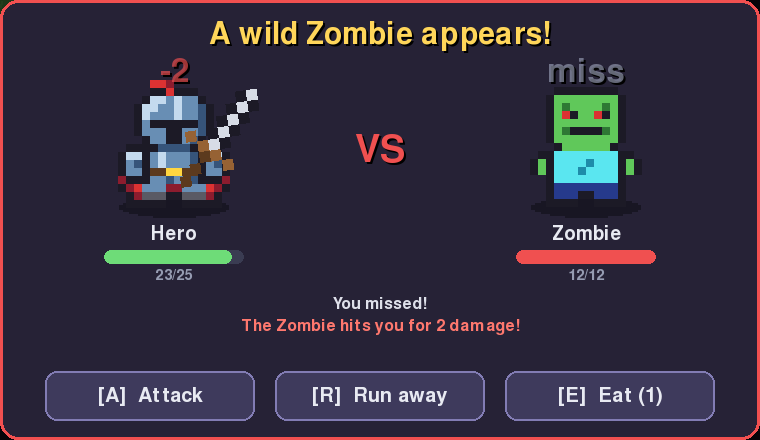 A wild Zombie appears!
-2
miss
VS
Hero
Zombie
23/25
12/12
You missed!
The Zombie hits you for 2 damage!
[A] Attack
[R] Run away
[E] Eat (1)